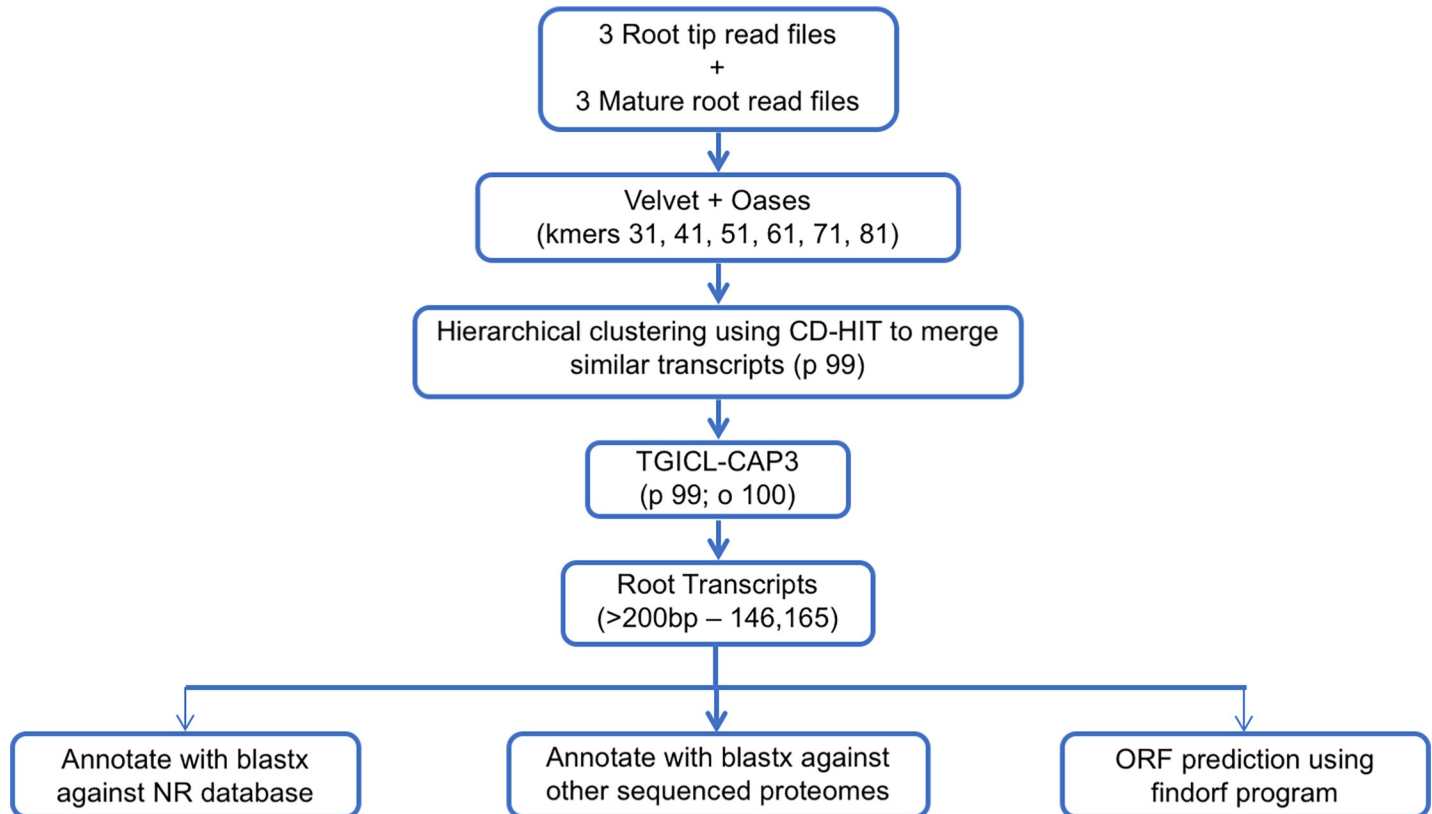 3 Root tip read files
+
3 Mature root read files
Velvet + Oases
(kmers 31, 41, 51, 61, 71, 81)
Hierarchical clustering using CD-HIT to merge
similar transcripts (p 99)
TGICL-CAP3
(p 99; o 100)
Root Transcripts
(>200bp – 146,165)
Annotate with blastx
against NR database
Annotate with blastx against
other sequenced proteomes
ORF prediction using
findorf program